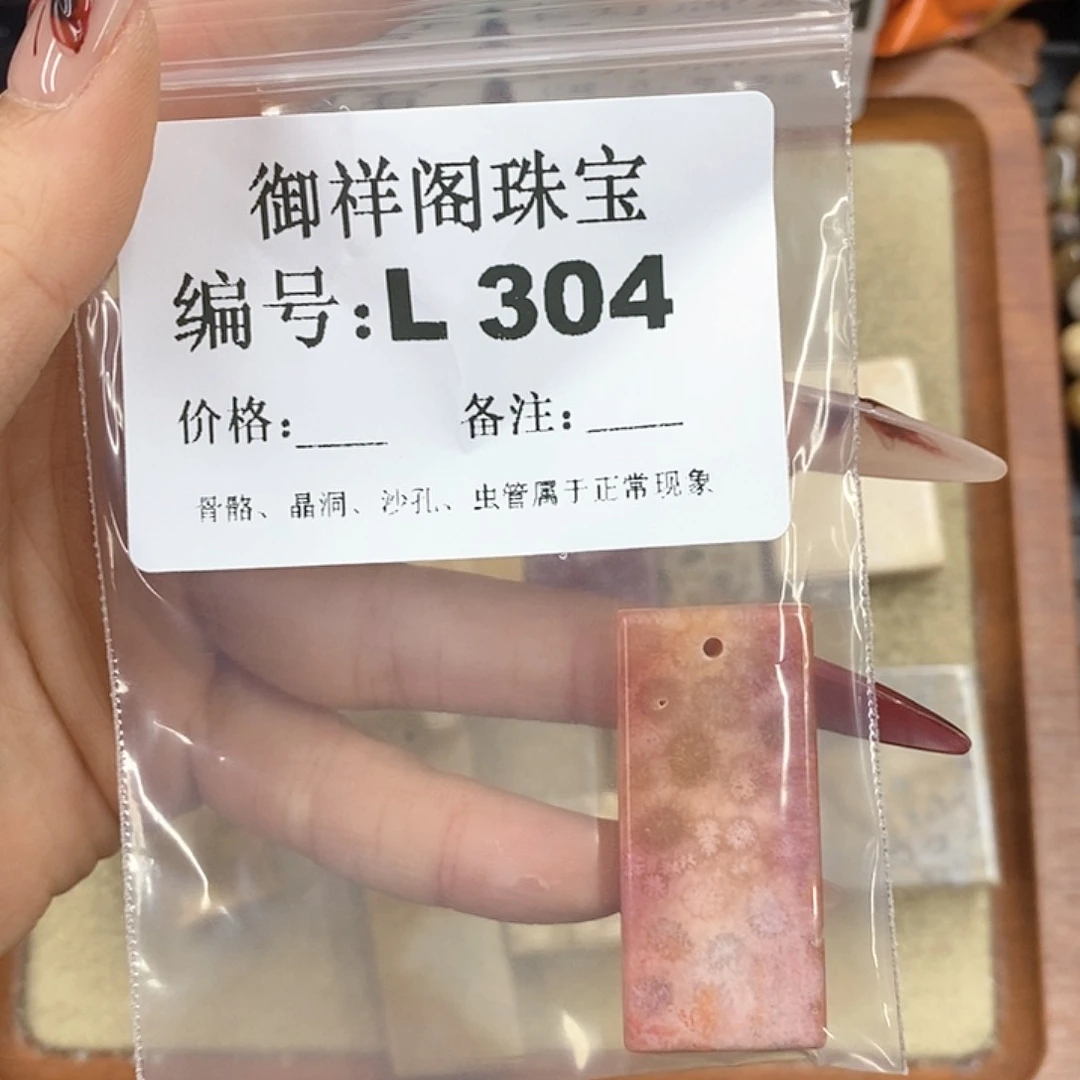 御祥阁珠宝
编号:L 304
价格:____ 备注:____
骨骼、晶洞、沙孔、虫管属于正常现象